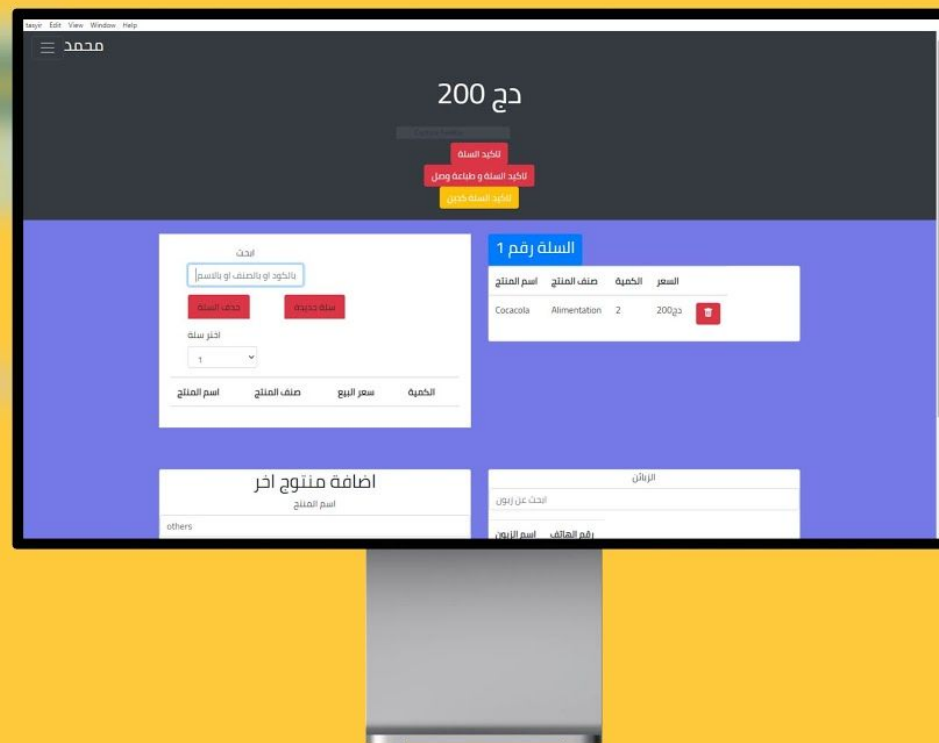 tasyir Edit View Window Help
محمد
200 دج
تاكيد السلة
تاكيد السلة و طباعة وصل
تاكيد السلة كدين
ابحث
بالكود او بالصنف او بالاسم
حذف السلة سلة جديدة
اختر سلة
1
اسم المنتج صنف المنتج سعر البيع الكمية
السلة رقم 1
اسم المنتج صنف المنتج الكمية السعر
Cocacola Alimentation 2 200دج
اضافة منتوج اخر
اسم المنتج
others
الزبائن
ابحث عن زبون
اسم الزبون رقم الهاتف